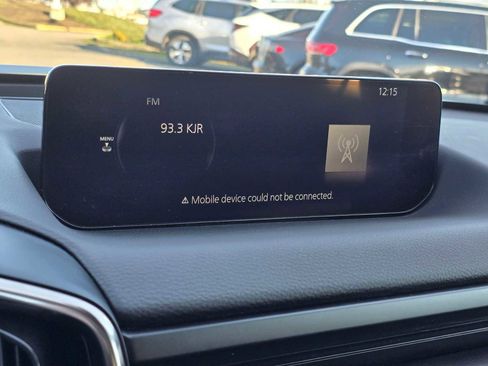 12:15
FM
MENU
93.3 KJR
⚠ Mobile device could not be connected.